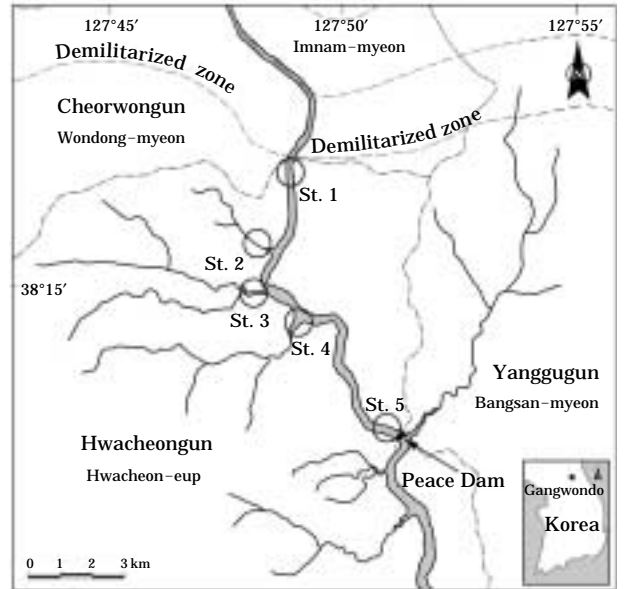 127°45
127°50
127°55
Imnam-myeon
Demilitarized zone
N
Cheorwongun
Wondong-myeon
Demilitarized zone
St. 1
St. 2
38°15'
St. 3
St. 4
Yanggugun
Bangsan-myeon
St. 5
Hwacheongun
Hwacheon-eup
Peace Dam
Gangwondo
Korea
0 1 2 3 km